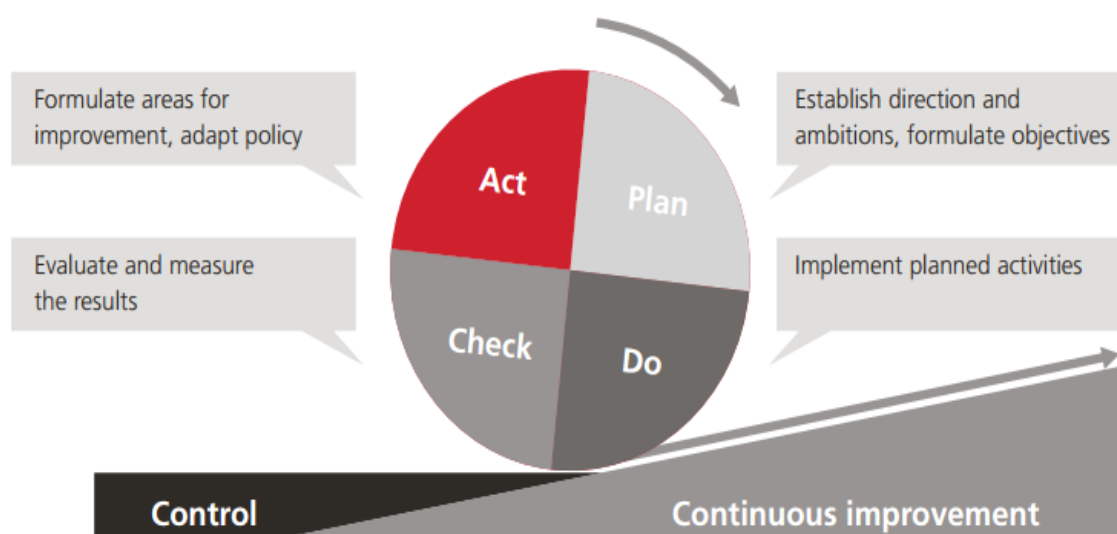 Formulate areas for
improvement, adapt policy
Establish direction and
ambitions, formulate objectives
Act
Plan
Evaluate and measure
the results
Implement planned activities
Check
Do
Control
Continuous improvement